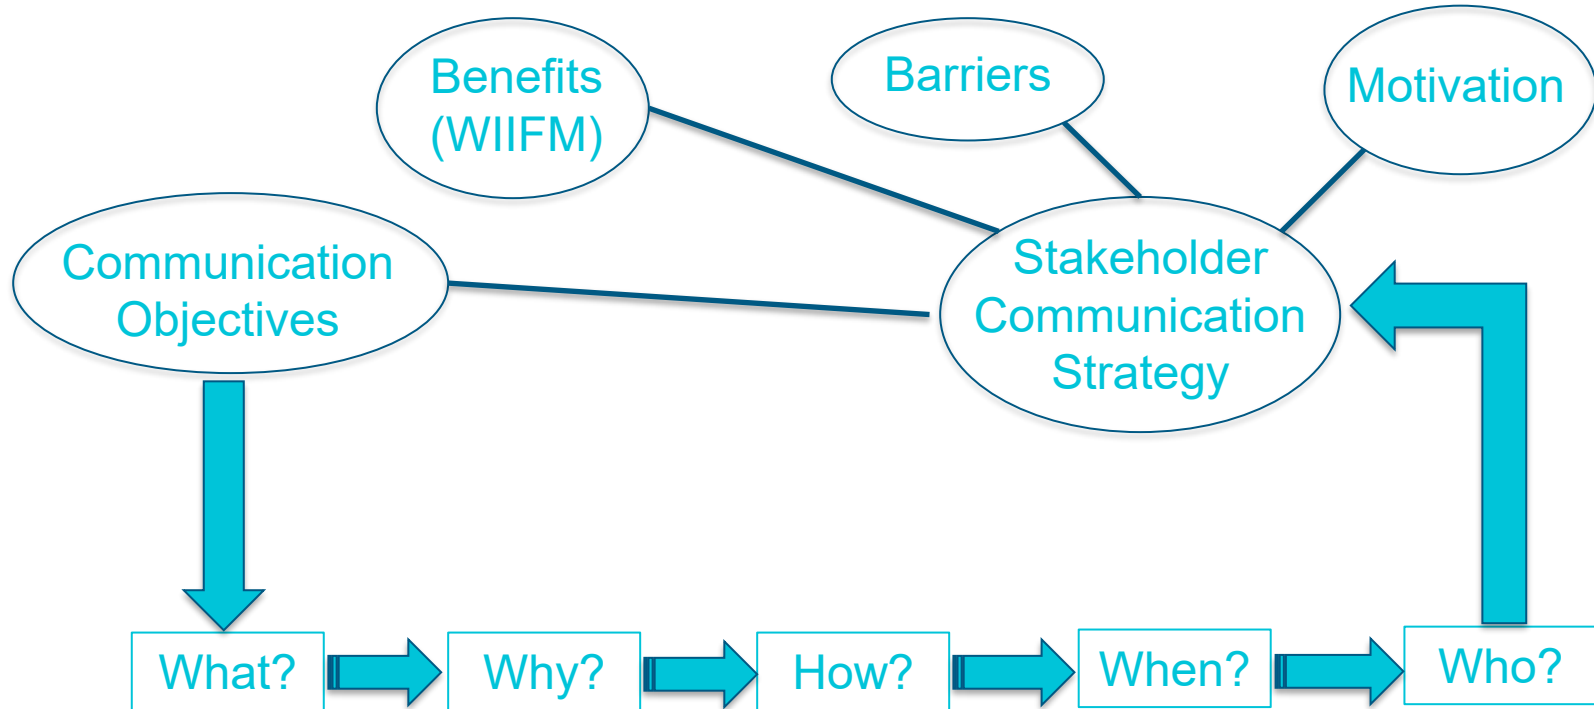 Benefits
(WIIFM)
Barriers
Motivation
Communication
Objectives
Stakeholder
Communication
Strategy
What?
Why?
How?
When?
Who?